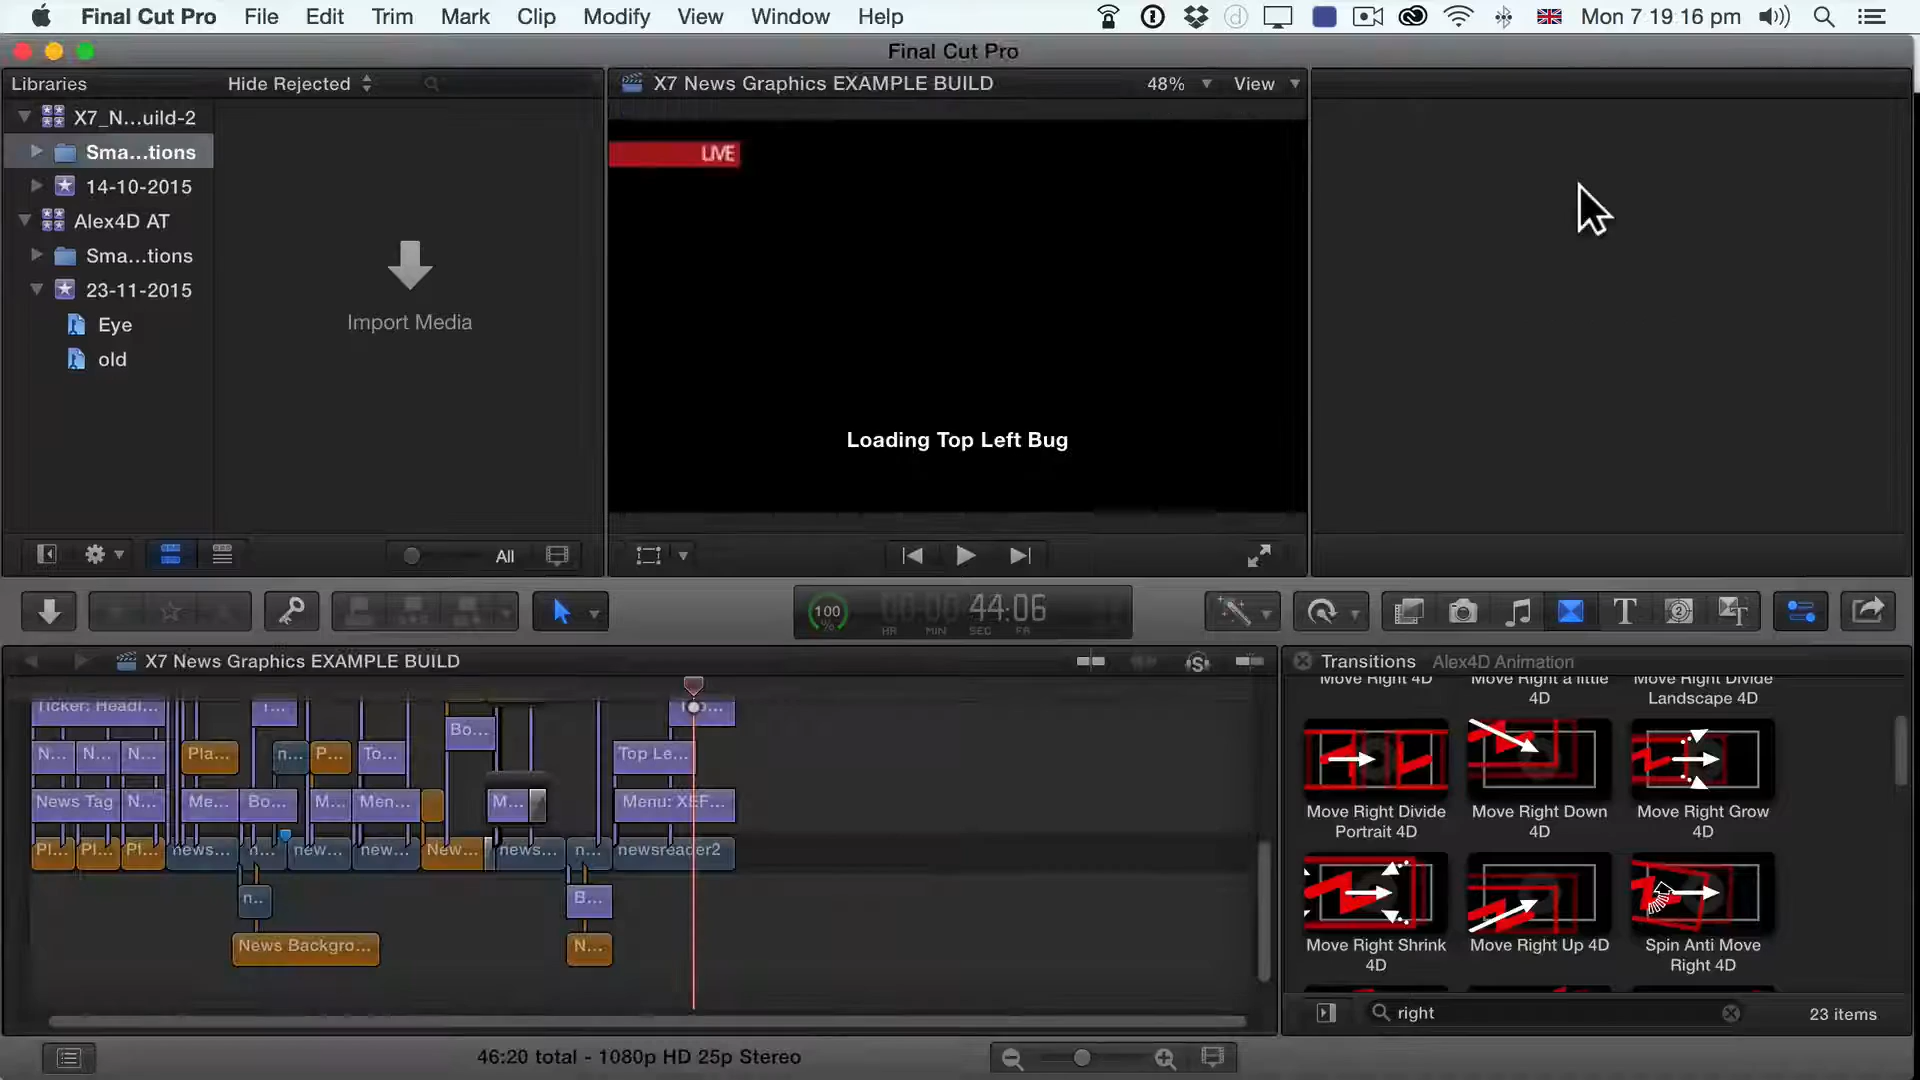 Final Cut Pro File Edit Trim Mark Clip Modify View Window Help Mon 7 19:16 pm
Final Cut Pro
Libraries Hide Rejected
X7 News Graphics EXAMPLE BUILD 48% View
X7_N...uild-2
Sma...tions
14-10-2015
Alex4D AT
Sma...tions
23-11-2015
Eye
old
Import Media
LIVE
Loading Top Left Bug
All
100
%
44:06
HR MIN SEC FR
X7 News Graphics EXAMPLE BUILD
Transitions Alex4D Animation
Ticker: Headl...
T...
Bo...
N... N... N... Pla... n... P... To... Top Le...
News Tag N... Me... Bo... M... Men... M... Menu: XEF...
Pl... Pl... Pl... news... n... new... new... New... news... n... newsreader2
n.. B...
News Backgro... N...
Move Right 4D
Move Right a little
4D
Move Right Divide
Landscape 4D
Move Right Divide
Portrait 4D
Move Right Down
4D
Move Right Grow
4D
Move Right Shrink
4D
Move Right Up 4D
Spin Anti Move
Right 4D
right
23 items
46:20 total - 1080p HD 25p Stereo